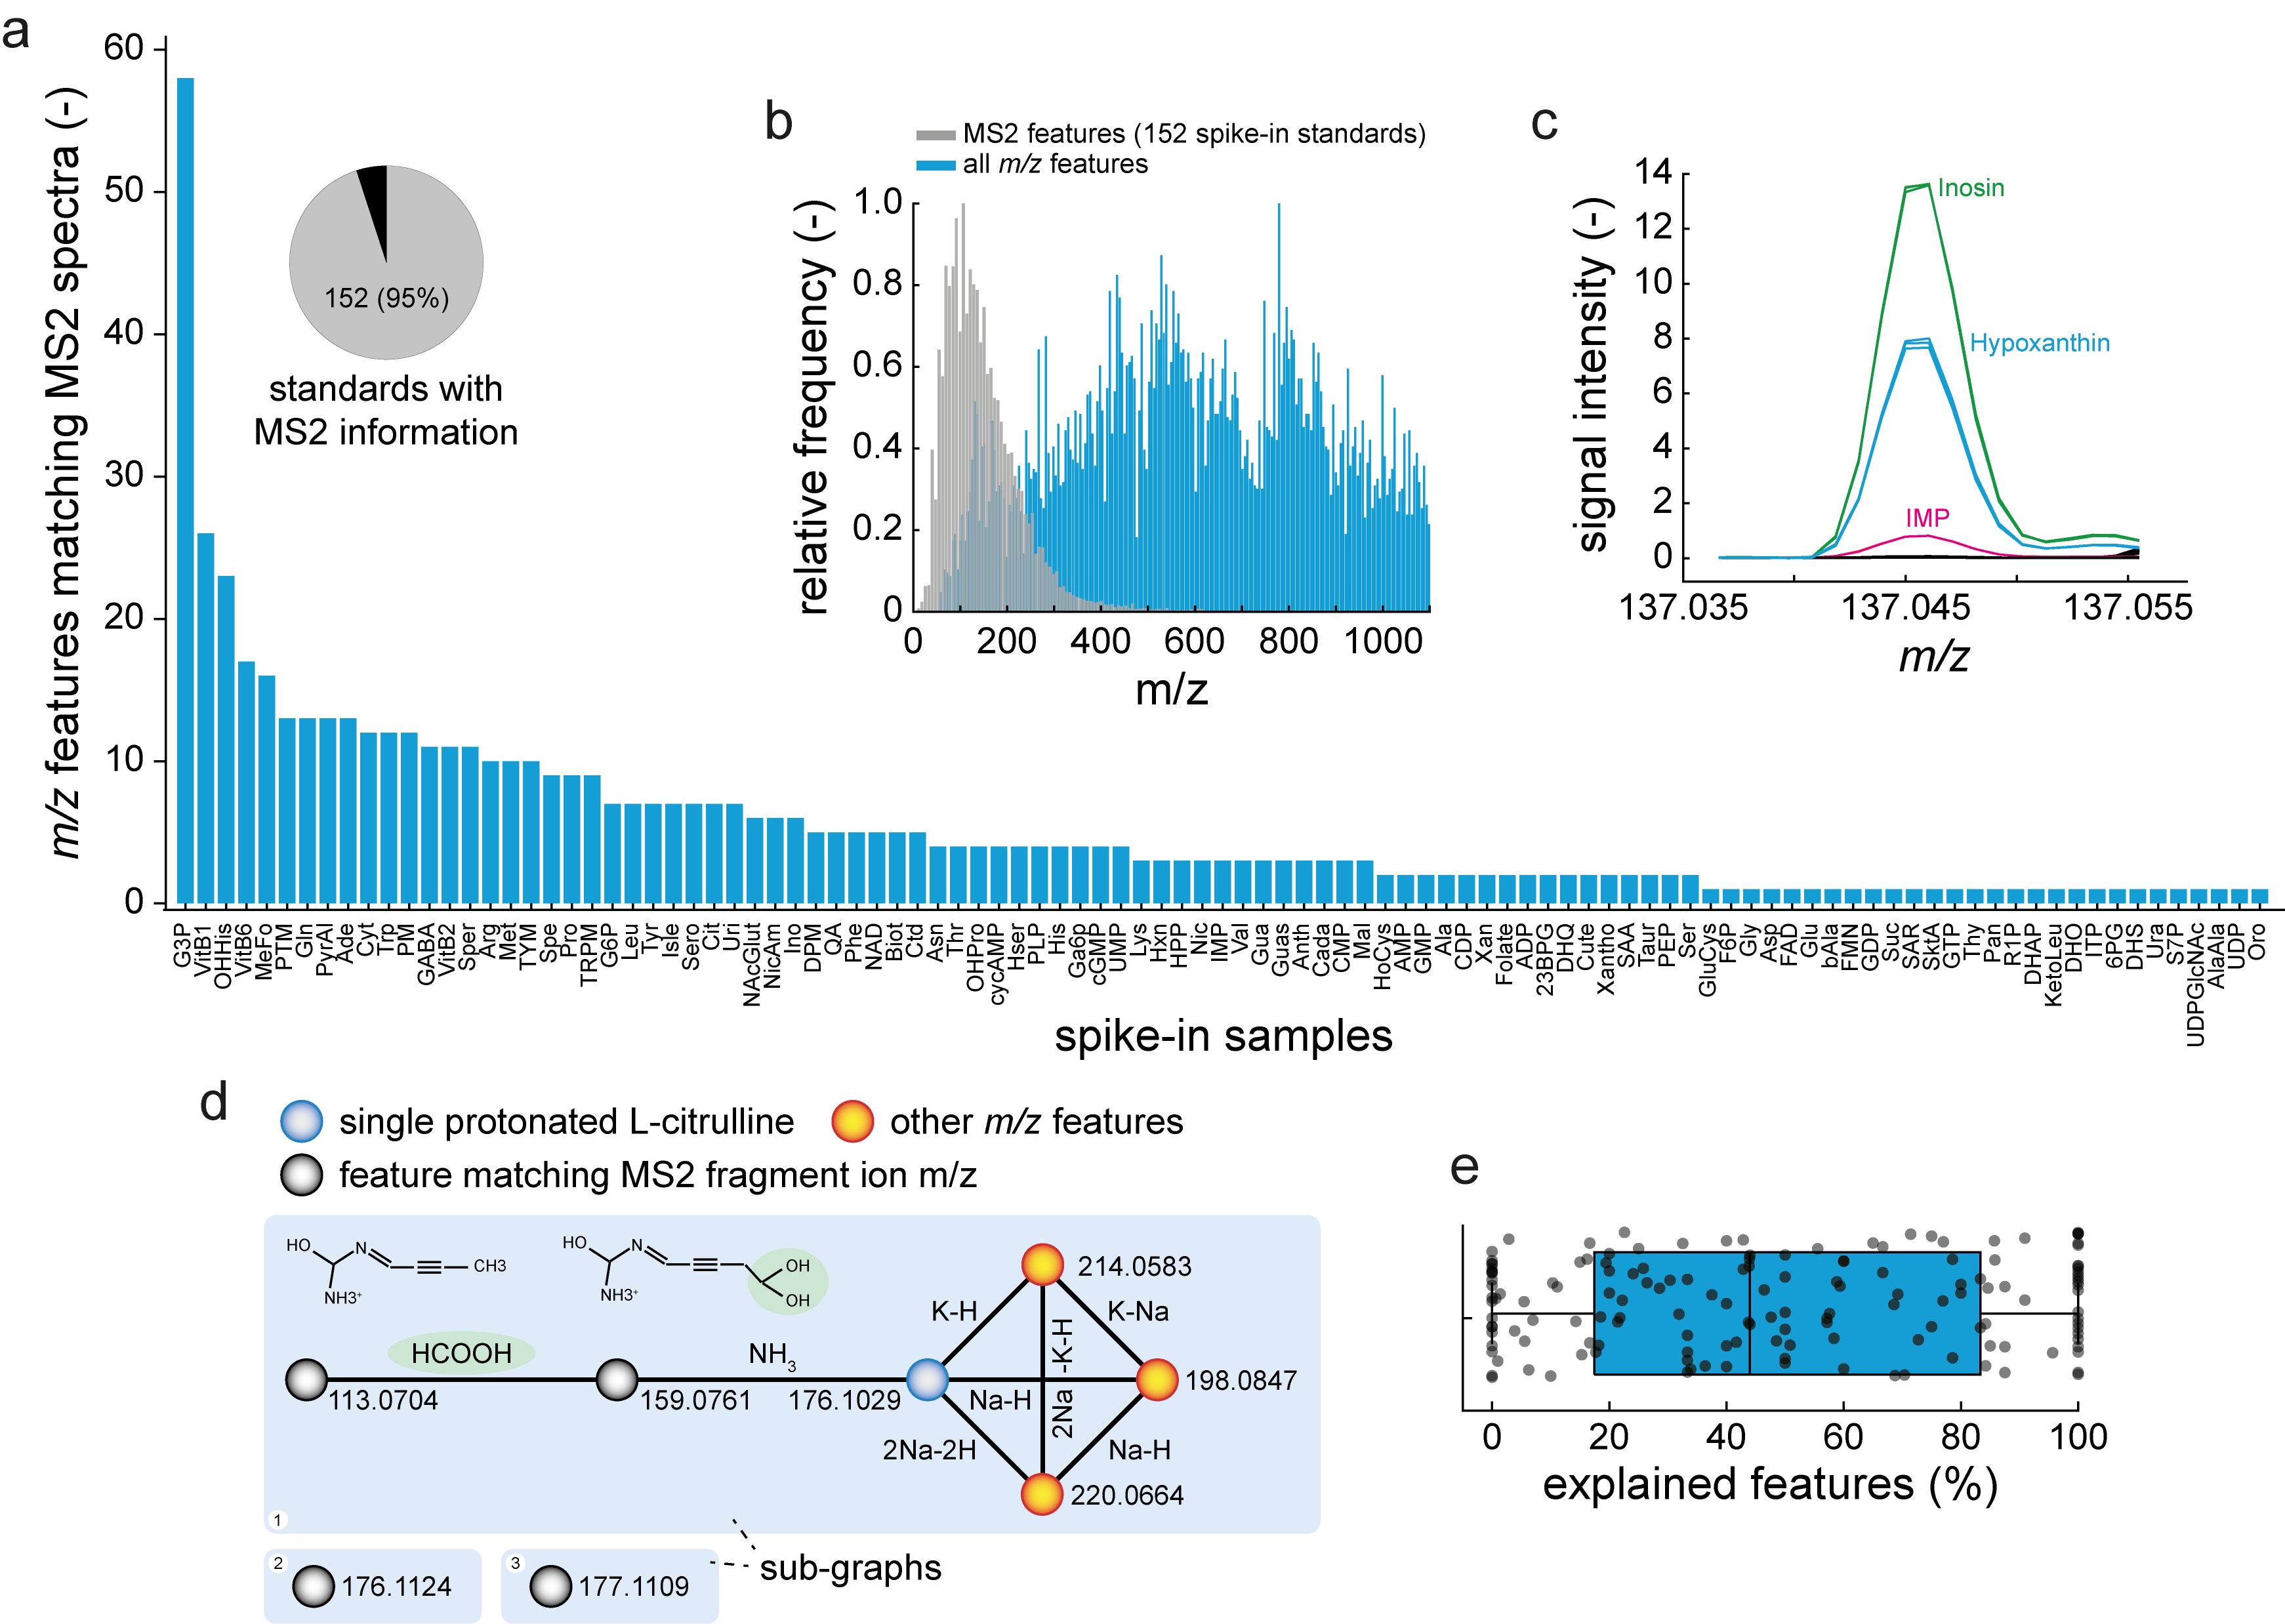 a
m/z features matching MS2 spectra (-)
60
50
40
30
20
10
0
152 (95%)
standards with
MS2 information
G3P
VitB1
OHHis
VitB6
MeFo
PTM
Gln
PyrAl
Ade
Cyt
Trp
PM
GABA
VitB2
Sper
Arg
Met
TYM
Spe
Pro
TRPM
G6P
Leu
Tyr
Isle
Sero
Cit
Uri
NAcGlut
NicAm
Ino
DPM
QA
Phe
NAD
Biot
Ctd
Asn
Thr
OHPro
cycAMP
Hser
PLP
His
Ga6p
cGMP
UMP
Lys
Hxn
HPP
Nic
IMP
Val
Gua
Guas
Anth
Cada
CMP
Mal
HoCys
AMP
GMP
Ala
CDP
Xan
Folate
ADP
23BPG
DHQ
Cute
Xantho
SAA
Taur
PEP
Ser
GluCys
F6P
Gly
Asp
FAD
Glu
bAla
FMN
GDP
Suc
SAR
SktA
GTP
Thy
Pan
R1P
DHAP
KetoLeu
DHO
ITP
6PG
DHS
Ura
S7P
UDPGlcNAc
AlaAla
UDP
Oro
spike-in samples
b
MS2 features (152 spike-in standards)
all m/z features
relative frequency (-)
1.0
0.8
0.6
0.4
0.2
0
0 200 400 600 800 1000
m/z
c
signal intensity (-)
14
12
10
8
6
4
2
0
Inosin
Hypoxanthin
IMP
137.035 137.045 137.055
m/z
d
single protonated L-citrulline
other m/z features
feature matching MS2 fragment ion m/z
HO
N
CH3
NH3+
HO
N
OH
OH
NH3+
HCOOH
NH3
113.0704
159.0761
176.1029
214.0583
198.0847
220.0664
K-H
K-Na
2Na -K-H
Na-H
2Na-2H
Na-H
1
2
176.1124
3
177.1109
sub-graphs
e
0 20 40 60 80 100
explained features (%)